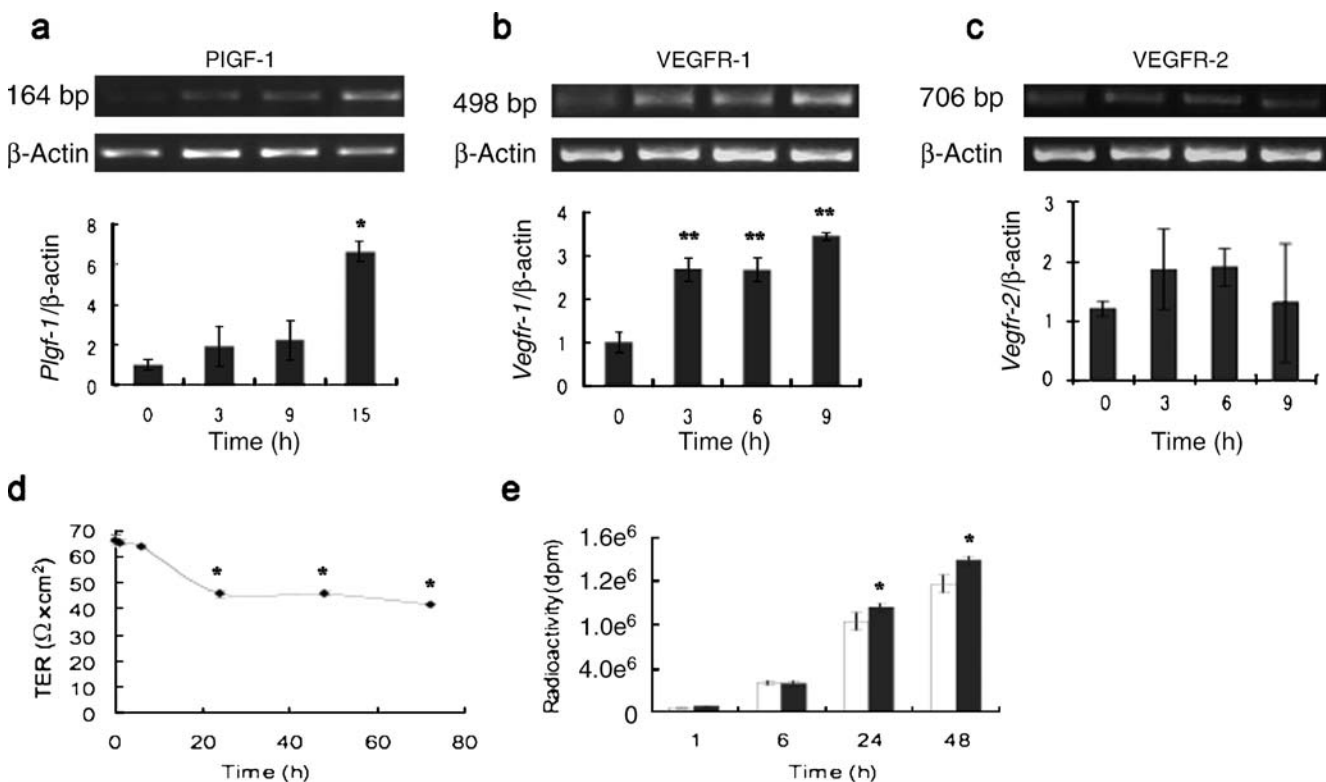 a
PIGF-1
164 bp
β-Actin
Plgf-1/β-actin
8
6
4
2
0
*
0 3 9 15
Time (h)
b
VEGFR-1
498 bp
β-Actin
Vegfr-1/β-actin
4
3
2
1
0
** ** **
0 3 6 9
Time (h)
c
VEGFR-2
706 bp
β-Actin
Vegfr-2/β-actin
3
2
1
0
0 3 6 9
Time (h)
d
TER (Ω×cm²)
70
60
50
40
30
20
10
0
* * *
0 20 40 60 80
Time (h)
e
Radioactivity (dpm)
1.6e⁶
1.2e⁶
1.0e⁶
4.0e⁶
0
* *
1 6 24 48
Time (h)